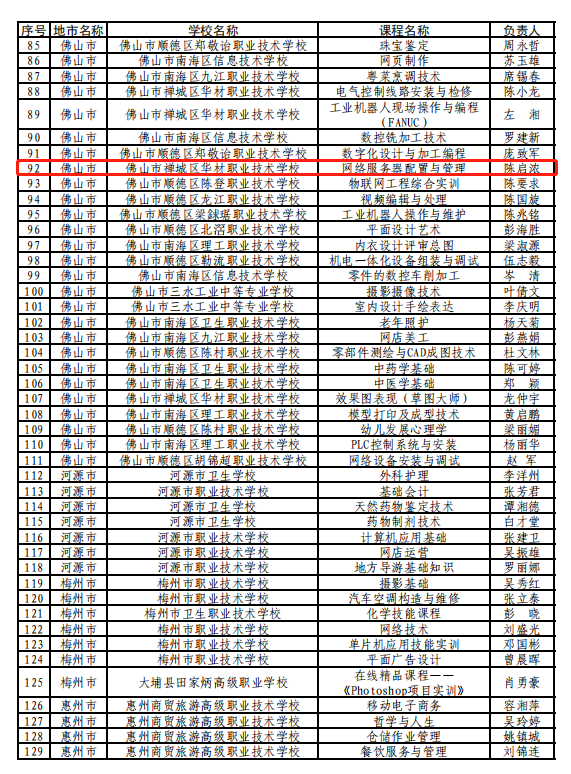 序号 地市名称 学校名称 课程名称 负责人
85 佛山市 佛山市顺德区郑敬诒职业技术学校 珠宝鉴定 周永哲
86 佛山市 佛山市南海区信息技术学校 网页制作 苏玉雄
87 佛山市 佛山市南海区九江职业技术学校 粤菜烹调技术 席锡春
88 佛山市 佛山市禅城区华材职业技术学校 电气控制线路安装与检修 陈小龙
89 佛山市 佛山市禅城区华材职业技术学校 工业机器人现场操作与编程
(FANUC) 左 湘
90 佛山市 佛山市南海区信息技术学校 数控铣加工技术 罗建新
91 佛山市 佛山市顺德区郑敬诒职业技术学校 数字化设计与加工编程 庞致军
92 佛山市 佛山市禅城区华材职业技术学校 网络服务器配置与管理 陈启浓
93 佛山市 佛山市顺德区陈登职业技术学校 物联网工程综合实训 陈要求
94 佛山市 佛山市顺德区龙江职业技术学校 视频编辑与处理 陈国旋
95 佛山市 佛山市顺德区梁銶琚职业技术学校 工业机器人操作与维护 陈兆铭
96 佛山市 佛山市顺德区北滘职业技术学校 平面设计艺术 彭海胜
97 佛山市 佛山市南海区理工职业技术学校 内衣设计评审总图 梁淑源
98 佛山市 佛山市顺德区勒流职业技术学校 机电一体化设备组装与调试 伍志毅
99 佛山市 佛山市南海区信息技术学校 零件的数控车削加工 岑 清
100 佛山市 佛山市三水工业中等专业学校 摄影摄像技术 叶倩文
101 佛山市 佛山市三水工业中等专业学校 室内设计手绘表达 李庆明
102 佛山市 佛山市南海区卫生职业技术学校 老年照护 杨天菊
103 佛山市 佛山市南海区九江职业技术学校 网店美工 彭燕娟
104 佛山市 佛山市顺德区陈村职业技术学校 零部件测绘与CAD成图技术 杜文林
105 佛山市 佛山市南海区卫生职业技术学校 中药学基础 陈可婷
106 佛山市 佛山市南海区卫生职业技术学校 中医学基础 郑 颖
107 佛山市 佛山市禅城区华材职业技术学校 效果图表现（草图大师） 龙仲宇
108 佛山市 佛山市南海区理工职业技术学校 模型打印及成型技术 黄启鹏
109 佛山市 佛山市顺德区陈村职业技术学校 幼儿发展心理学 梁丽媚
110 佛山市 佛山市南海区理工职业技术学校 PLC控制系统与安装 杨丽华
111 佛山市 佛山市顺德区胡锦超职业技术学校 网络设备安装与调试 赵 军
112 河源市 河源市卫生学校 外科护理 李洋州
113 河源市 河源市职业技术学校 基础会计 张芳君
114 河源市 河源市卫生学校 天然药物鉴定技术 谭湘德
115 河源市 河源市卫生学校 药物制剂技术 白才堂
116 河源市 河源市职业技术学校 计算机应用基础 张建卫
117 河源市 河源市职业技术学校 网店运营 吴振雄
118 河源市 河源市职业技术学校 地方导游基础知识 罗丽娜
119 梅州市 梅州市职业技术学校 摄影基础 吴秀红
120 梅州市 梅州市职业技术学校 汽车空调构造与维修 张立泰
121 梅州市 梅州市卫生职业技术学校 化学技能课程 彭 晓
122 梅州市 梅州市职业技术学校 网络技术 刘盛光
123 梅州市 梅州市职业技术学校 单片机应用技能实训 邓国彬
124 梅州市 梅州市职业技术学校 平面广告设计 曾晨晖
125 梅州市 大埔县田家炳高级职业学校 在线精品课程——
《Photoshop项目实训》 肖勇豪
126 惠州市 惠州商贸旅游高级职业技术学校 移动电子商务 容湘萍
127 惠州市 惠州商贸旅游高级职业技术学校 哲学与人生 吴玲婷
128 惠州市 惠州商贸旅游高级职业技术学校 仓储作业管理 姚镇城
129 惠州市 惠州商贸旅游高级职业技术学校 餐饮服务与管理 刘锦连